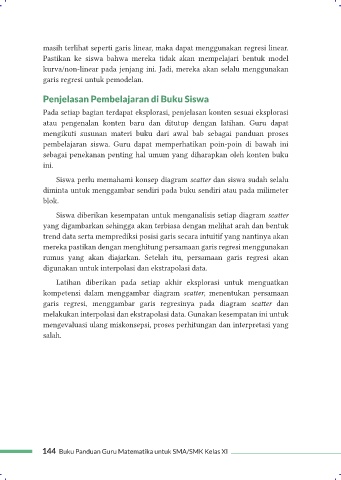 masih terlihat seperti garis linear, maka dapat menggunakan regresi linear.
Pastikan ke siswa bahwa mereka tidak akan mempelajari bentuk model
kurva/non-linear pada jenjang ini. Jadi, mereka akan selalu menggunakan
garis regresi untuk pemodelan.
Penjelasan Pembelajaran di Buku Siswa
Pada setiap bagian terdapat eksplorasi, penjelasan konten sesuai eksplorasi
atau pengenalan konten baru dan ditutup dengan latihan. Guru dapat
mengikuti susunan materi buku dari awal bab sebagai panduan proses
pembelajaran siswa. Guru dapat memperhatikan poin-poin di bawah ini
sebagai penekanan penting hal umum yang diharapkan oleh konten buku
ini.
Siswa perlu memahami konsep diagram scatter dan siswa sudah selalu
diminta untuk menggambar sendiri pada buku sendiri atau pada milimeter
blok.
Siswa diberikan kesempatan untuk menganalisis setiap diagram scatter
yang digambarkan sehingga akan terbiasa dengan melihat arah dan bentuk
trend data serta memprediksi posisi garis secara intuitif yang nantinya akan
mereka pastikan dengan menghitung persamaan garis regresi menggunakan
rumus yang akan diajarkan. Setelah itu, persamaan garis regresi akan
digunakan untuk interpolasi dan ekstrapolasi data.
Latihan diberikan pada setiap akhir eksplorasi untuk menguatkan
kompetensi dalam menggambar diagram scatter, menentukan persamaan
garis regresi, menggambar garis regresinya pada diagram scatter dan
melakukan interpolasi dan ekstrapolasi data. Gunakan kesempatan ini untuk
mengevaluasi ulang miskonsepsi, proses perhitungan dan interpretasi yang
salah.
144 Buku Panduan Guru Matematika untuk SMA/SMK Kelas XI